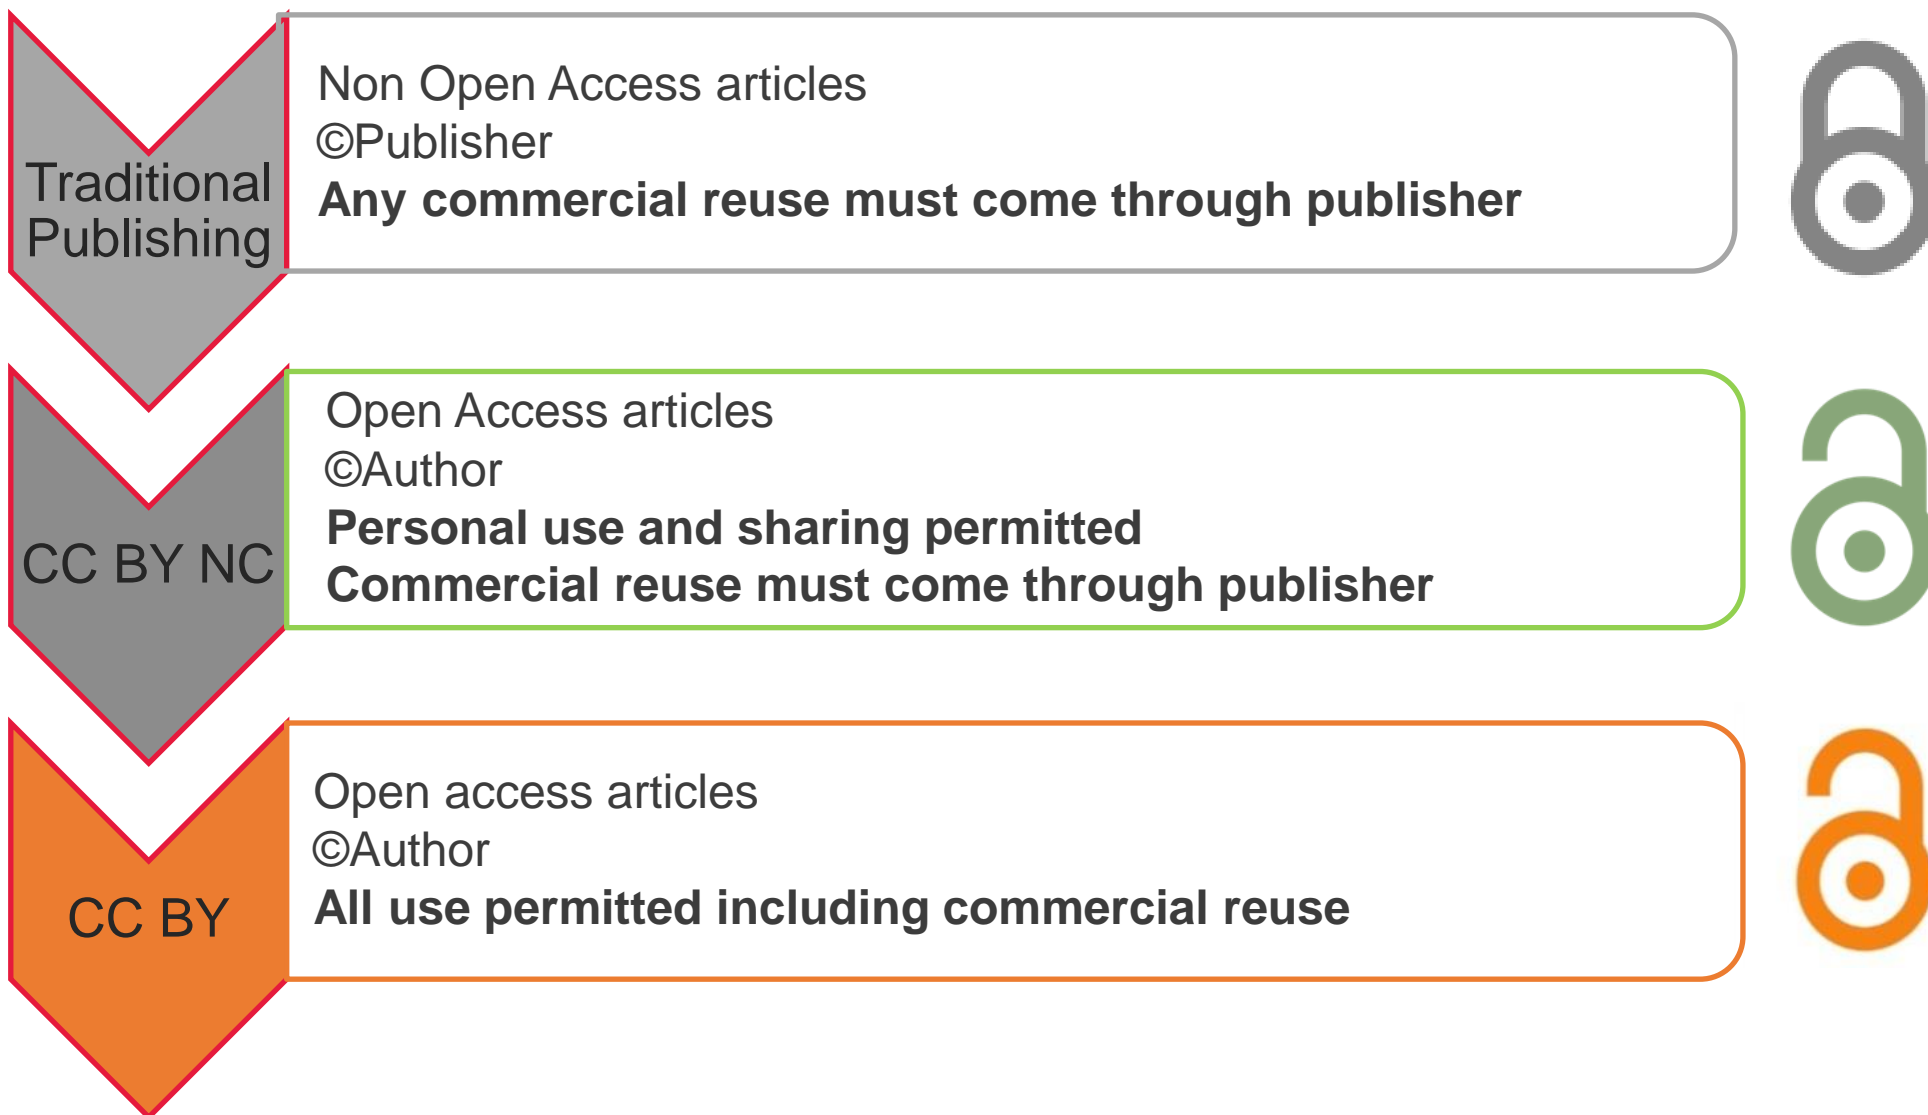 Traditional
Publishing
Non Open Access articles
©Publisher
Any commercial reuse must come through publisher
CC BY NC
Open Access articles
©Author
Personal use and sharing permitted
Commercial reuse must come through publisher
CC BY
Open access articles
©Author
All use permitted including commercial reuse